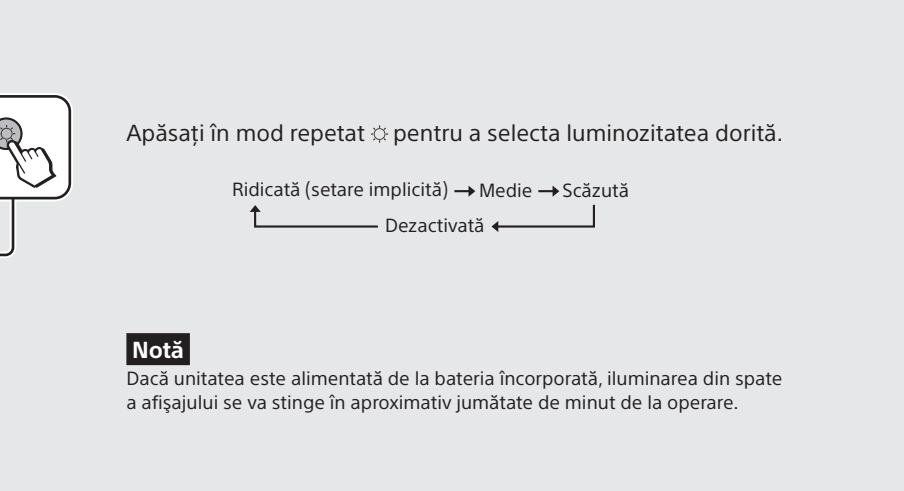 Apăsați în mod repetat ☼ pentru a selecta luminozitatea dorită.
Ridicată (setare implicită) → Medie → Scăzută
Dezactivată
Notă
Dacă unitatea este alimentată de la bateria încorporată, iluminarea din spate
a afişajului se va stinge în aproximativ jumătate de minut de la operare.